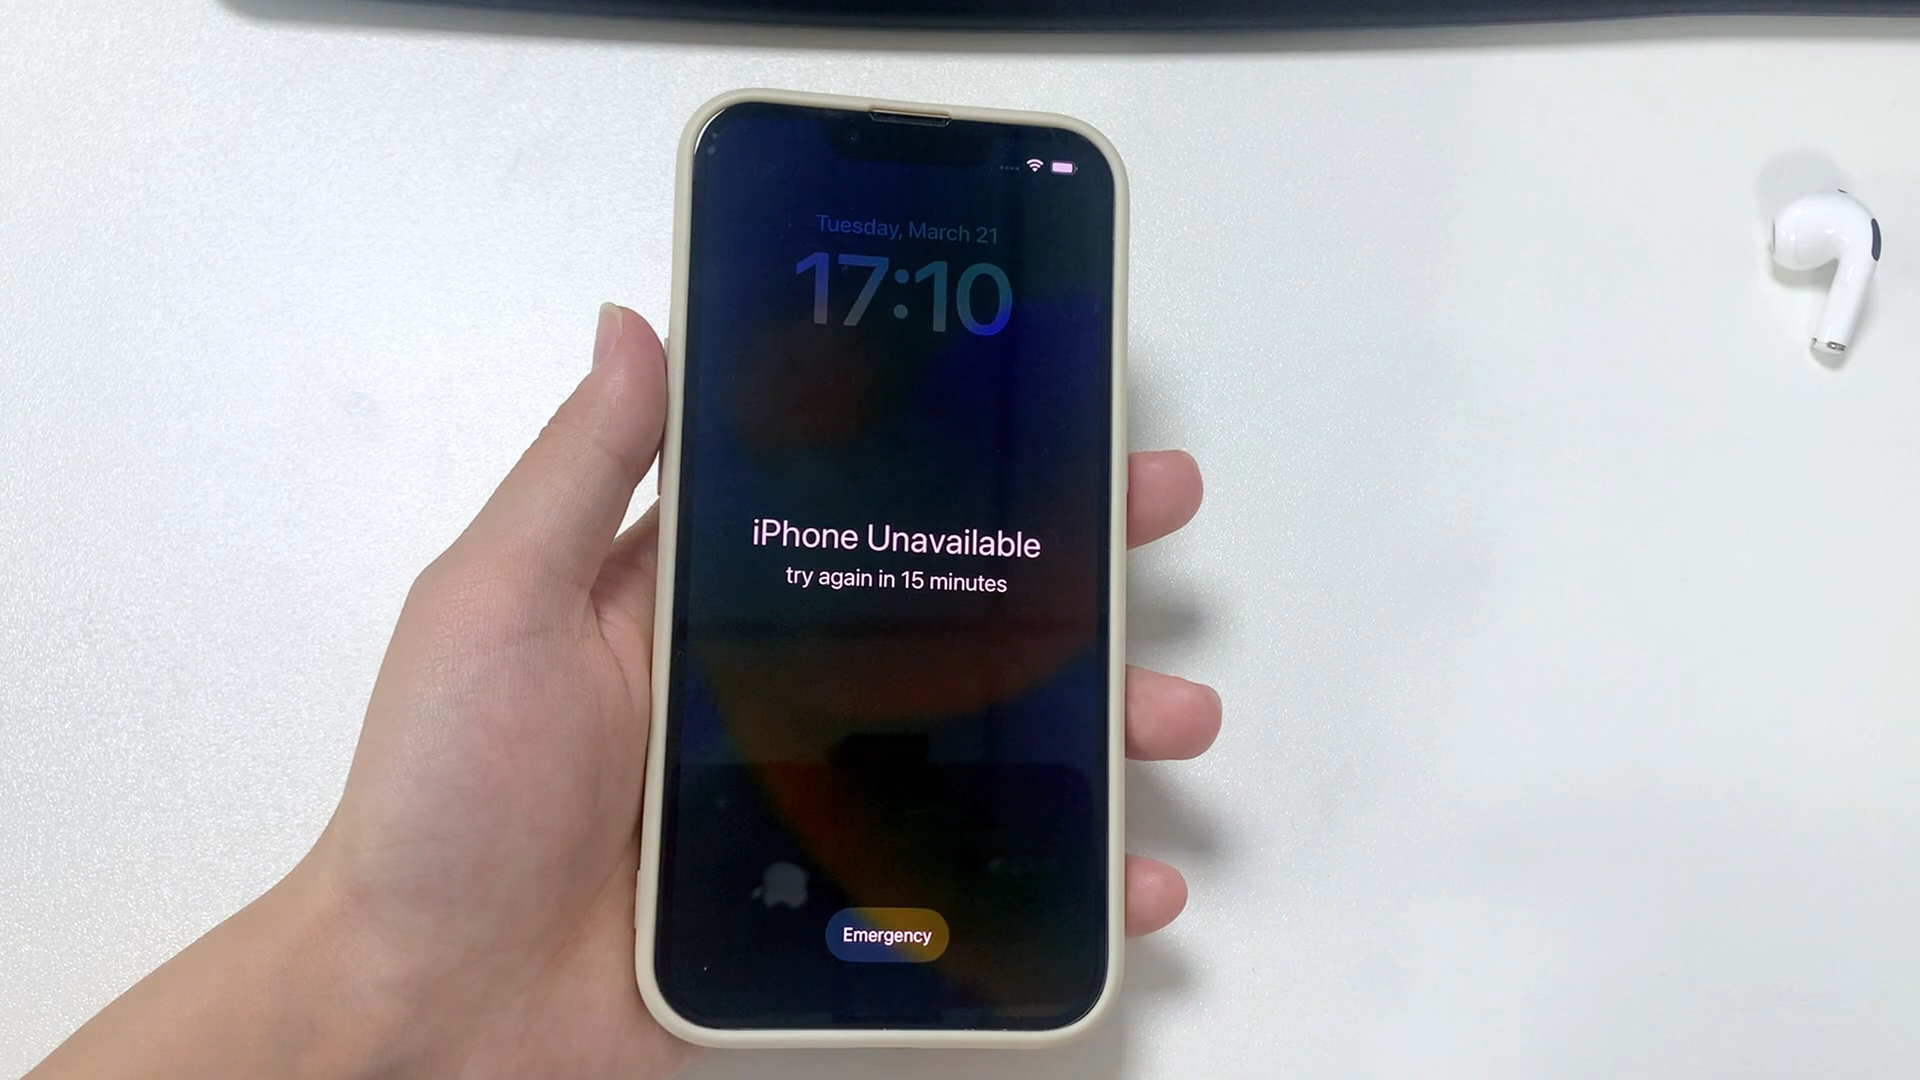 Tuesday, March 21
17:10
iPhone Unavailable
try again in 15 minutes
Emergency